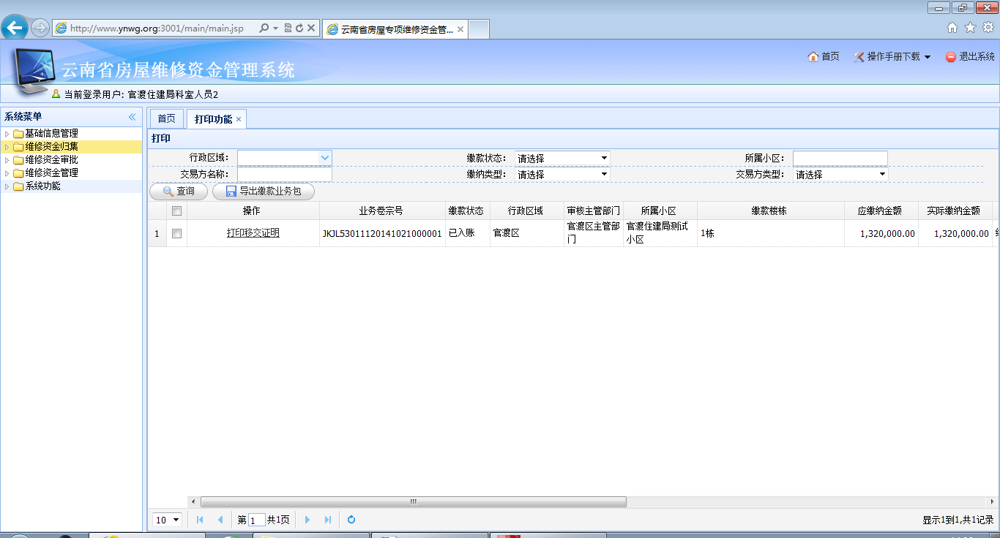 http://www.ynwg.org:3001/main/main.jsp
云南省房屋专项维修资金管...
云南省房屋维修资金管理系统
首页 操作手册下载 退出系统
当前登录用户: 官渡住建局科室人员2
系统菜单
基础信息管理
维修资金归集
维修资金审批
维修资金管理
系统功能
首页 打印功能
打印
行政区域: 缴款状态: 请选择 所属小区:
交易方名称: 缴纳类型: 请选择 交易方类型: 请选择
查询 导出缴款业务包
操作 业务卷宗号 缴款状态 行政区域 审核主管部门 所属小区 缴款楼栋 应缴纳金额 实际缴纳金额
1 打印移交证明 JKJL53011120141021000001 已入账 官渡区 官渡区主管部门 官渡住建局测试小区 1栋 1,320,000.00 1,320,000.00
10 第 1 共1页 显示1到1,共1记录